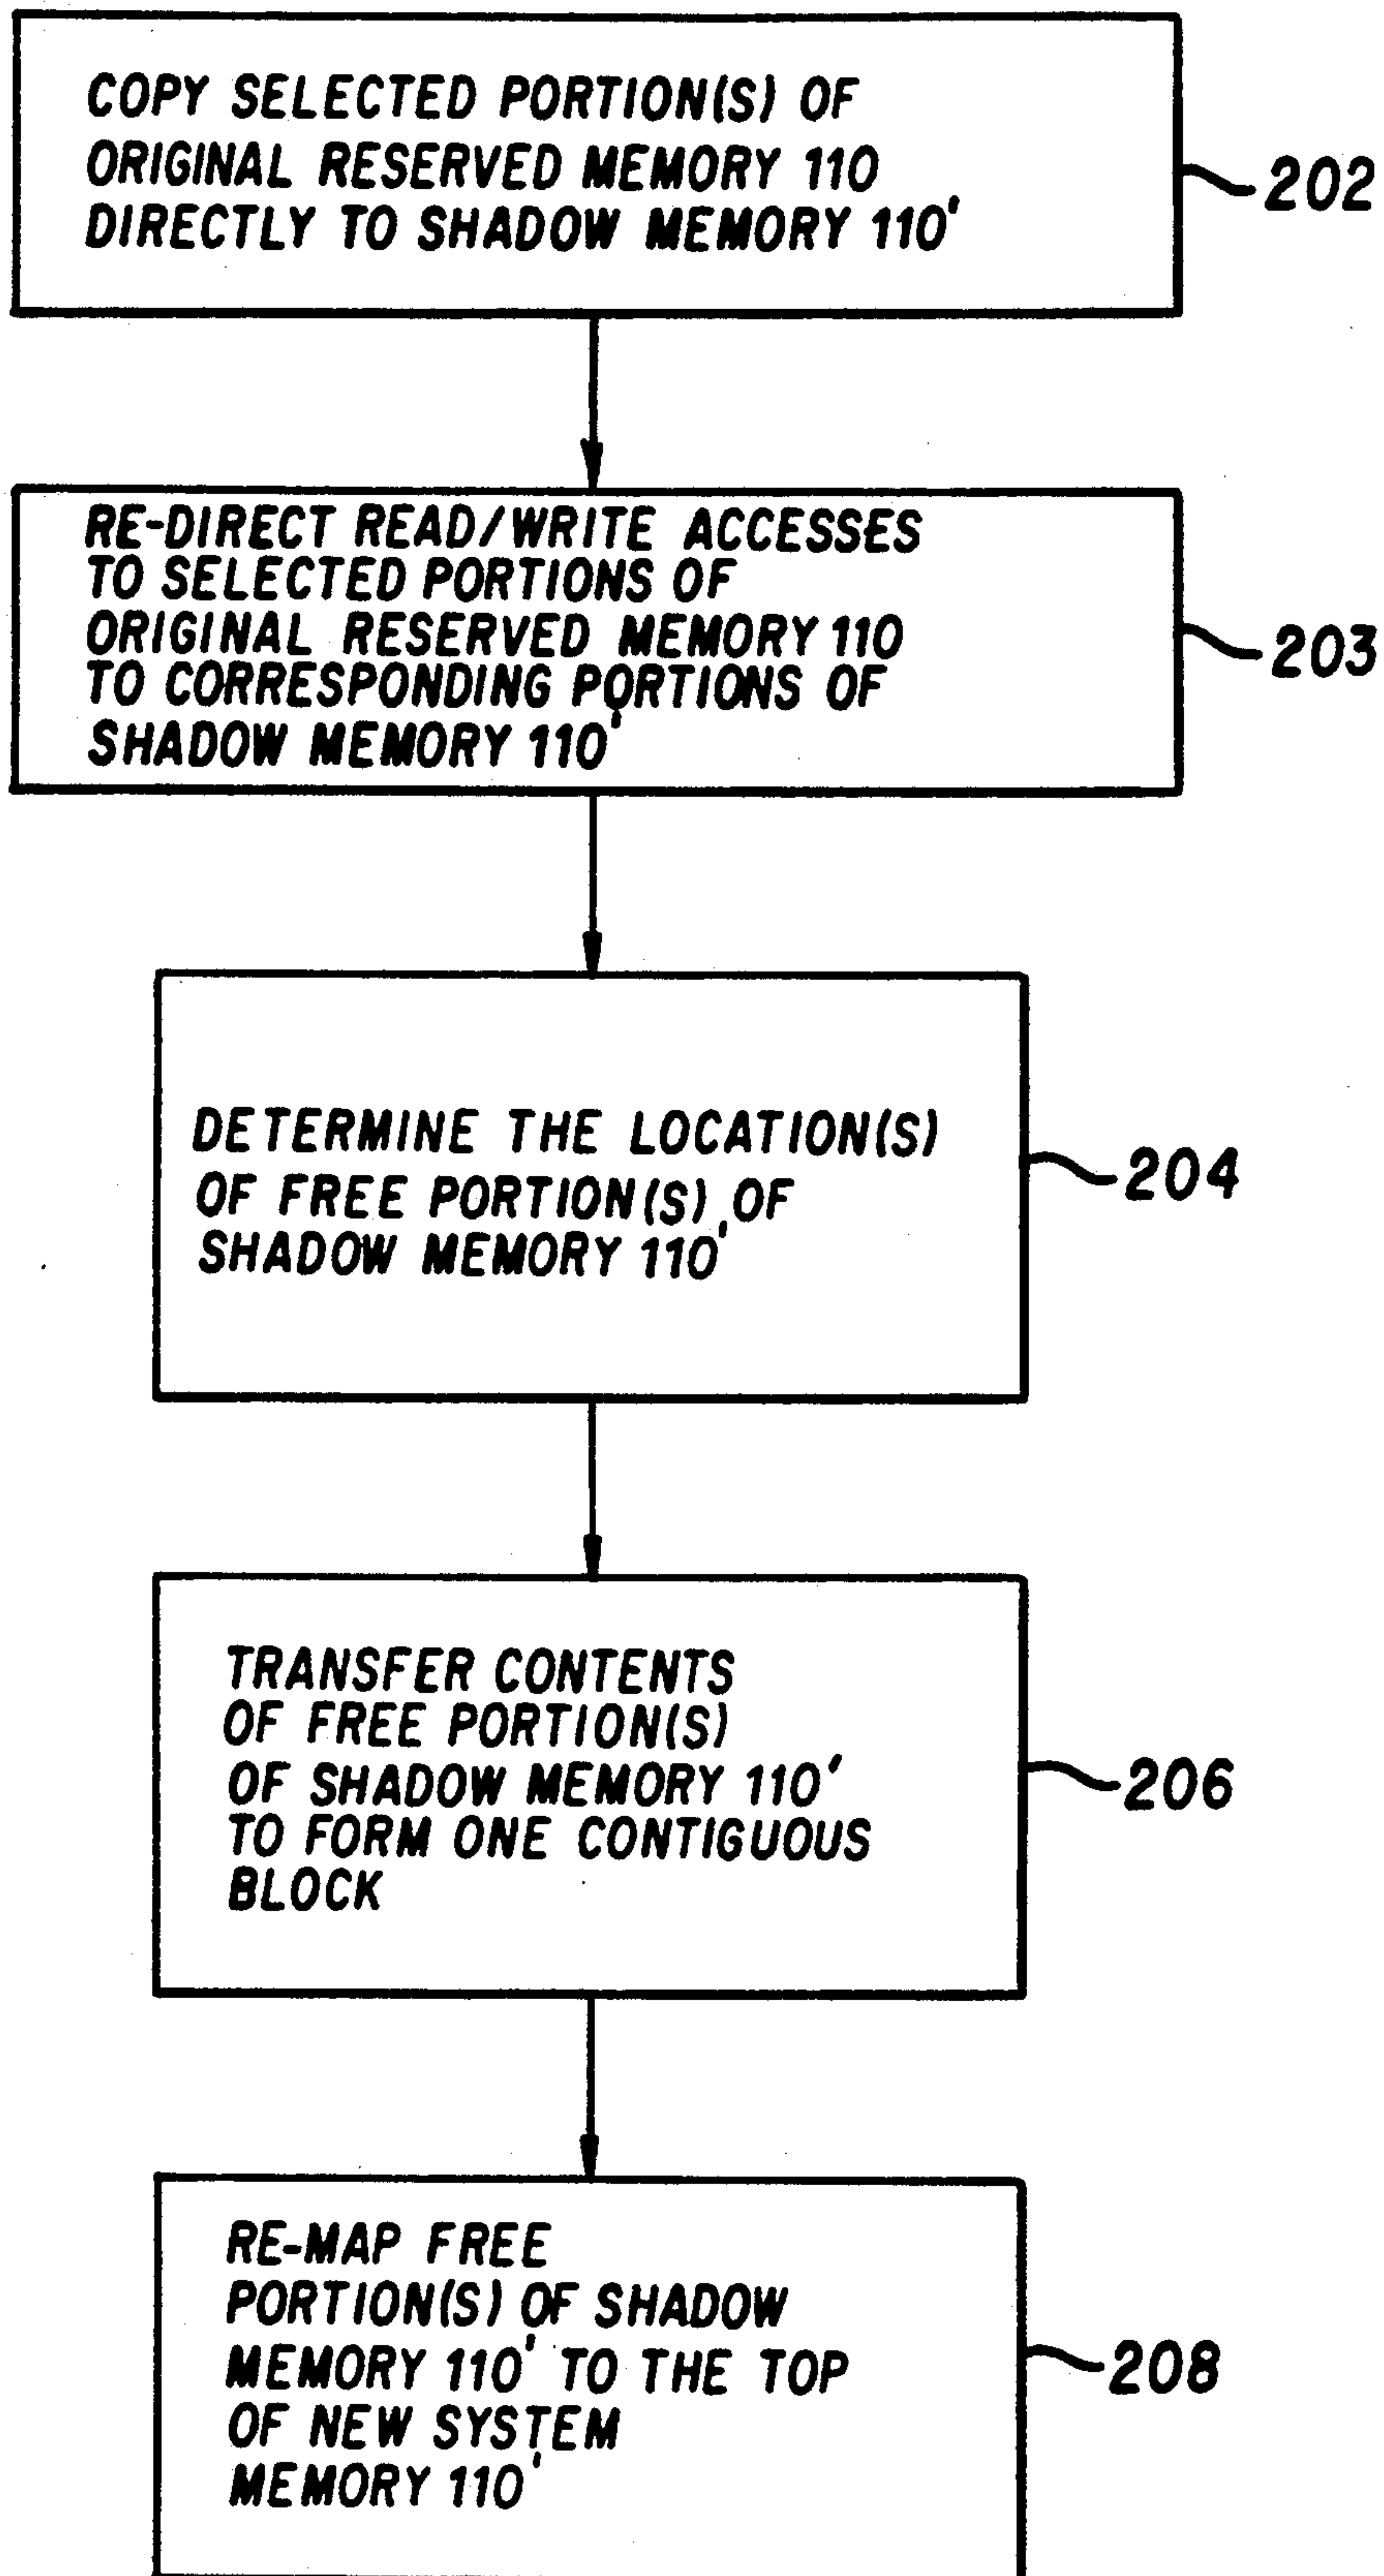 COPY SELECTED PORTION(S) OF
ORIGINAL RESERVED MEMORY 110
DIRECTLY TO SHADOW MEMORY 110'
202
RE-DIRECT READ/WRITE ACCESSES
TO SELECTED PORTIONS OF
ORIGINAL RESERVED MEMORY 110
TO CORRESPONDING PORTIONS OF
SHADOW MEMORY 110'
203
DETERMINE THE LOCATION(S)
OF FREE PORTION(S) OF
SHADOW MEMORY 110'
204
TRANSFER CONTENTS
OF FREE PORTION(S)
OF SHADOW MEMORY 110'
TO FORM ONE CONTIGUOUS
BLOCK
206
RE-MAP FREE
PORTION(S) OF SHADOW
MEMORY 110' TO THE TOP
OF NEW SYSTEM
MEMORY 110'
208